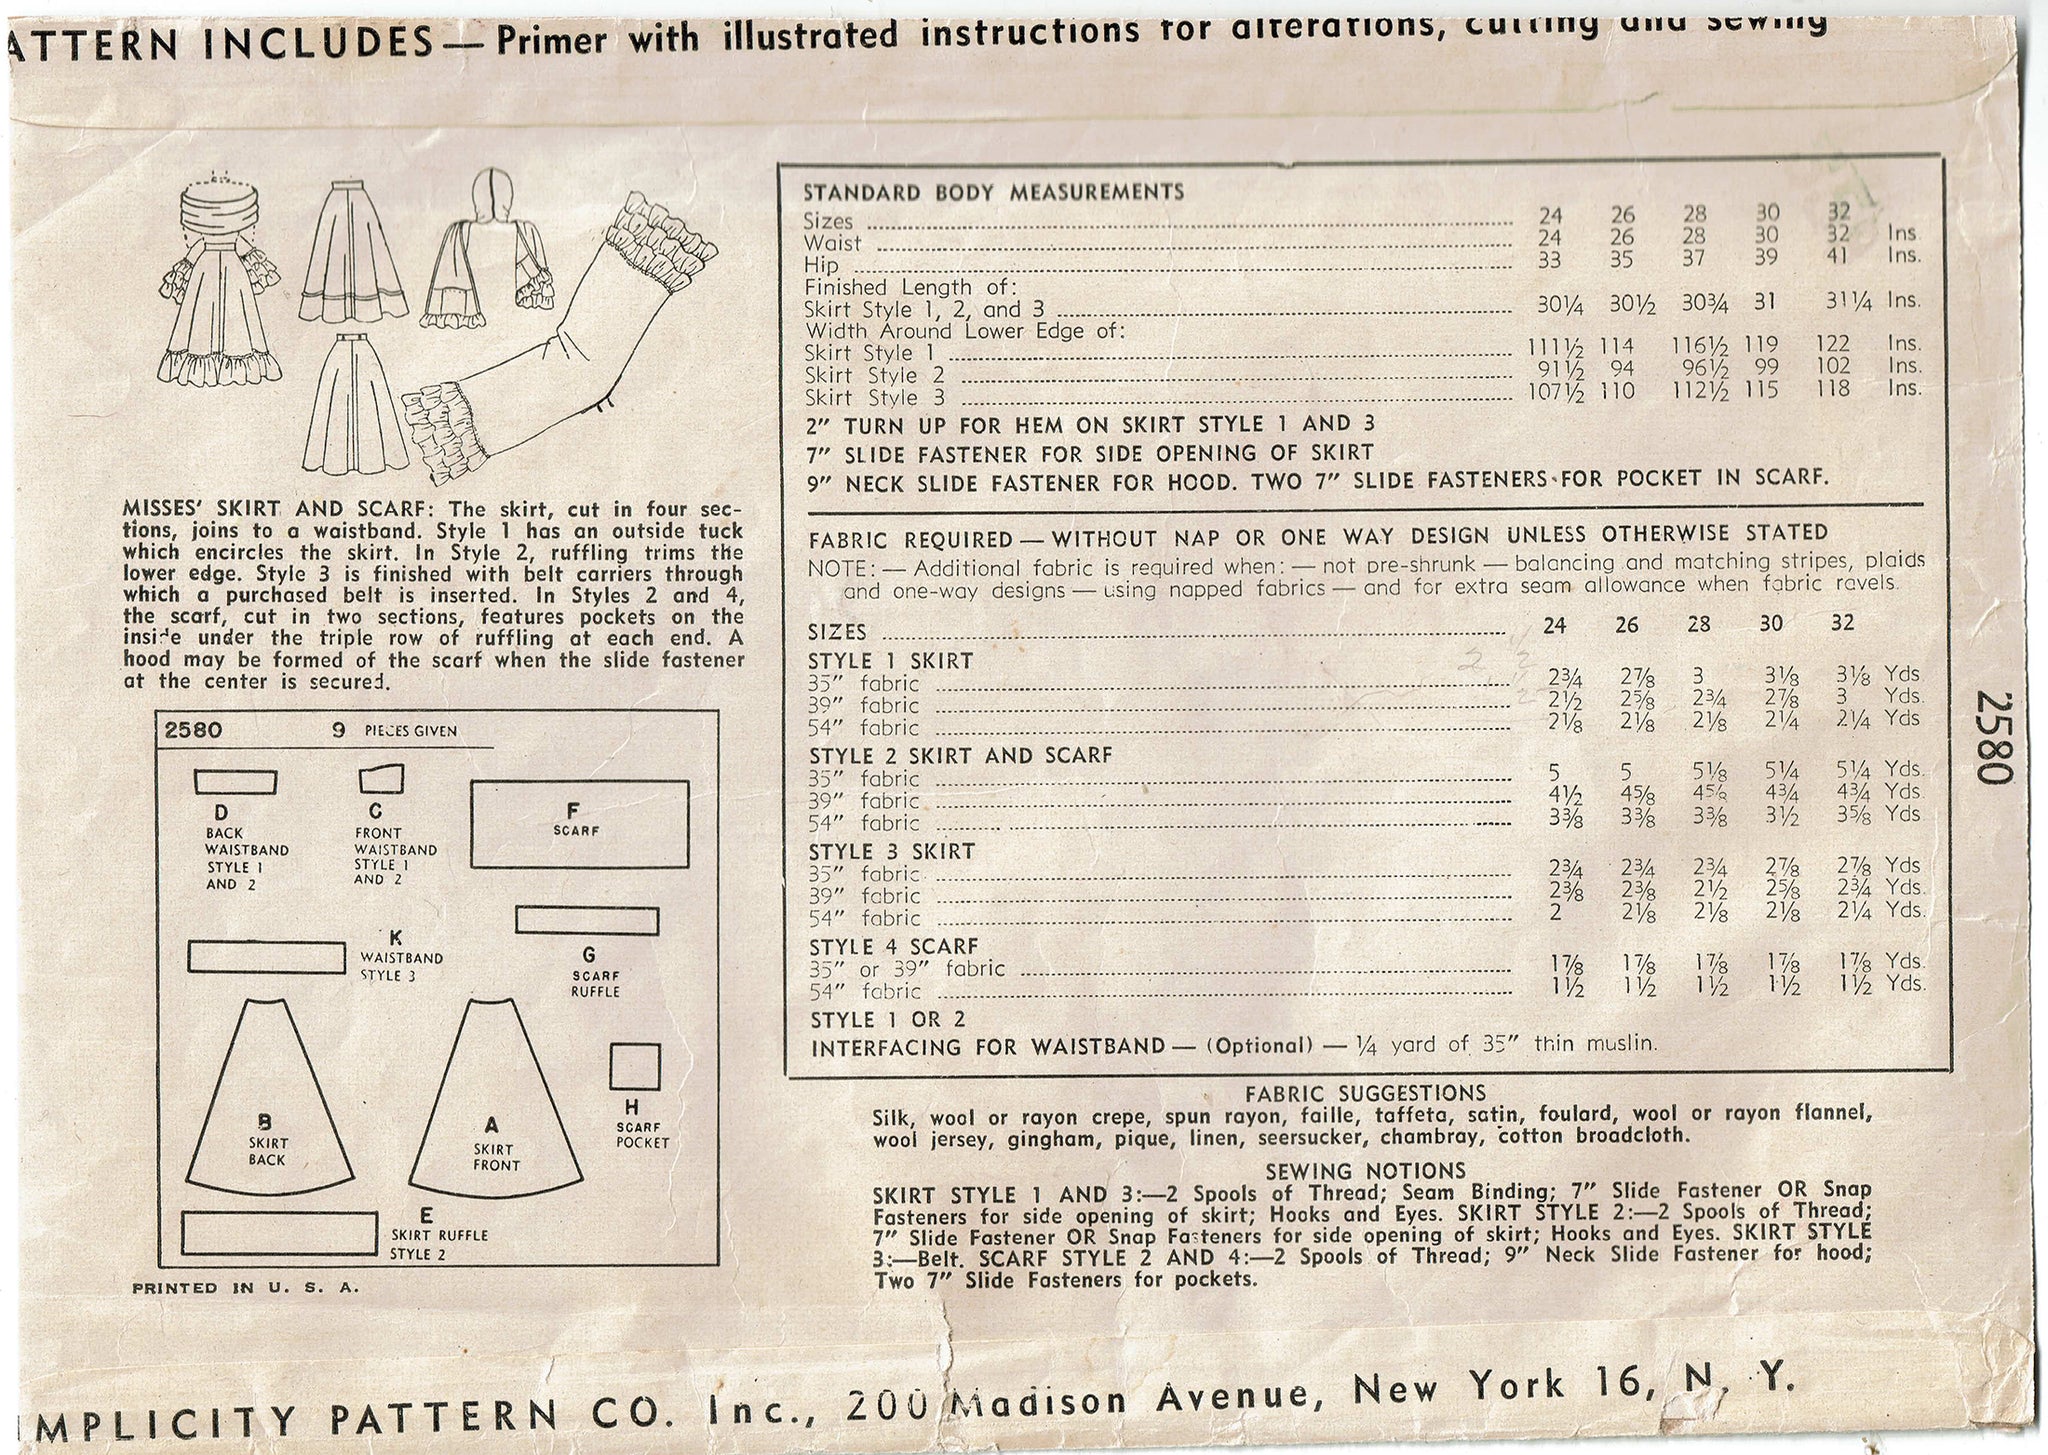 ATTERN INCLUDES — Primer with illustrated instructions for alterations, cutting and sewing
MISSES' SKIRT AND SCARF: The skirt, cut in four sec-
tions, joins to a waistband. Style 1 has an outside tuck
which encircles the skirt. In Style 2, ruffling trims the
lower edge. Style 3 is finished with belt carriers through
which a purchased belt is inserted. In Styles 2 and 4,
the scarf, cut in two sections, features pockets on the
inside under the triple row of ruffling at each end. A
hood may be formed of the scarf when the slide fastener
at the center is secured.
2580 9 PIECES GIVEN
D
BACK
WAISTBAND
STYLE 1
AND 2
C
FRONT
WAISTBAND
STYLE 1
AND 2
F
SCARF
K
WAISTBAND
STYLE 3
G
SCARF
RUFFLE
B
SKIRT
BACK
A
SKIRT
FRONT
H
SCARF
POCKET
E
SKIRT RUFFLE
STYLE 2
PRINTED IN U. S. A.
STANDARD BODY MEASUREMENTS
Sizes 24 26 28 30 32
Waist 24 26 28 30 32 Ins.
Hip 33 35 37 39 41 Ins.
Finished Length of:
Skirt Style 1, 2, and 3 30¼ 30½ 30¾ 31 31¼ Ins.
Width Around Lower Edge of:
Skirt Style 1 111½ 114 116½ 119 122 Ins.
Skirt Style 2 91½ 94 96½ 99 102 Ins.
Skirt Style 3 107½ 110 112½ 115 118 Ins.
2" TURN UP FOR HEM ON SKIRT STYLE 1 AND 3
7" SLIDE FASTENER FOR SIDE OPENING OF SKIRT
9" NECK SLIDE FASTENER FOR HOOD. TWO 7" SLIDE FASTENERS FOR POCKET IN SCARF.
FABRIC REQUIRED — WITHOUT NAP OR ONE WAY DESIGN UNLESS OTHERWISE STATED
NOTE: — Additional fabric is required when: — not pre-shrunk — balancing and matching stripes, plaids
and one-way designs — using napped fabrics — and for extra seam allowance when fabric ravels.
SIZES 24 26 28 30 32
STYLE 1 SKIRT
35" fabric 2¾ 2⅞ 3 3⅛ 3⅛ Yds
39" fabric 2½ 2⅝ 2¾ 2⅞ 3 Yds.
54" fabric 2⅛ 2⅛ 2⅛ 2¼ 2¼ Yds
STYLE 2 SKIRT AND SCARF
35" fabric 5 5 5⅛ 5¼ 5¼ Yds.
39" fabric 4½ 4⅝ 4⅝ 4¾ 4¾ Yds.
54" fabric 3⅜ 3⅜ 3⅜ 3½ 3⅝ Yds
STYLE 3 SKIRT
35" fabric 2¾ 2¾ 2¾ 2⅞ 2⅞ Yds
39" fabric 2⅜ 2⅜ 2½ 2⅝ 2¾ Yds.
54" fabric 2 2⅛ 2⅛ 2⅛ 2¼ Yds.
STYLE 4 SCARF
35" or 39" fabric 1⅞ 1⅞ 1⅞ 1⅞ 1⅞ Yds.
54" fabric 1½ 1½ 1½ 1½ 1½ Yds.
STYLE 1 OR 2
INTERFACING FOR WAISTBAND — (Optional) — ¼ yard of 35" thin muslin.
FABRIC SUGGESTIONS
Silk, wool or rayon crepe, spun rayon, faille, taffeta, satin, foulard, wool or rayon flannel,
wool jersey, gingham, pique, linen, seersucker, chambray, cotton broadcloth.
SEWING NOTIONS
SKIRT STYLE 1 AND 3:—2 Spools of Thread; Seam Binding; 7" Slide Fastener OR Snap
Fasteners for side opening of skirt; Hooks and Eyes. SKIRT STYLE 2:—2 Spools of Thread;
7" Slide Fastener OR Snap Fasteners for side opening of skirt; Hooks and Eyes. SKIRT STYLE
3:—Belt. SCARF STYLE 2 AND 4:—2 Spools of Thread; 9" Neck Slide Fastener for hood;
Two 7" Slide Fasteners for pockets.
2580
IMPLICITY PATTERN CO. Inc., 200 Madison Avenue, New York 16, N. Y.